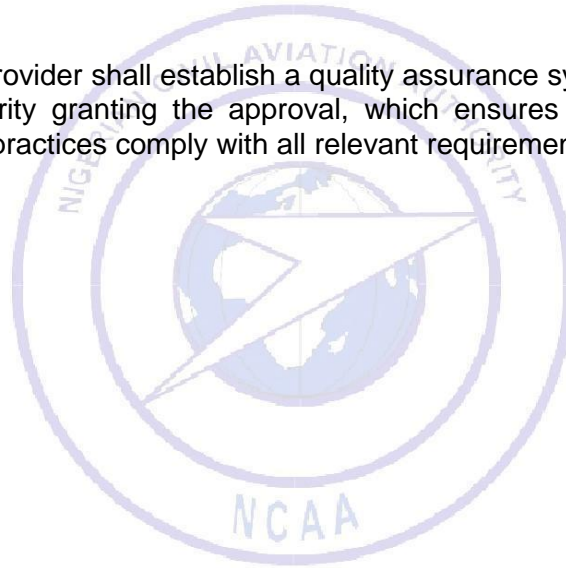 NIGERIAN CIVIL AVIATION AUTHORITY
rovider shall establish a quality assurance sy
rity granting the approval, which ensures
practices comply with all relevant requiremen
NCAA